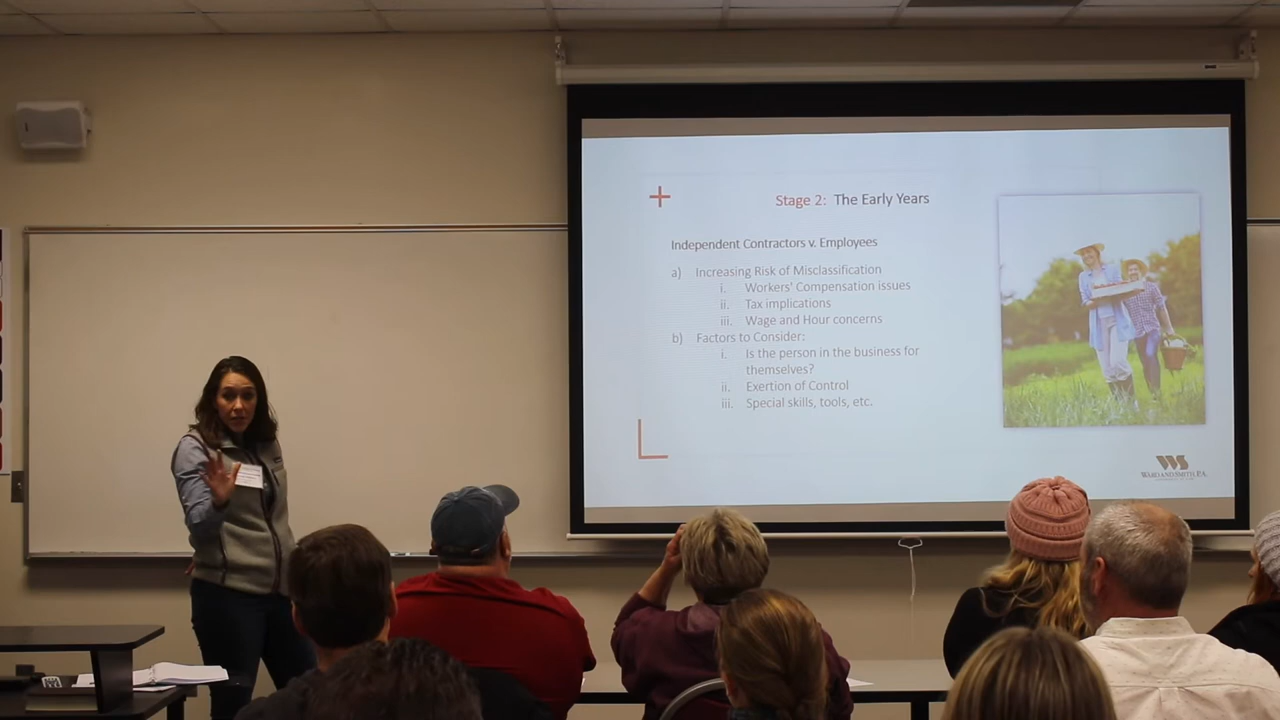 Stage 2: The Early Years
Independent Contractors v. Employees
a) Increasing Risk of Misclassification
i. Workers' Compensation issues
ii. Tax implications
iii. Wage and Hour concerns
b) Factors to Consider:
i. Is the person in the business for
themselves?
ii. Exertion of Control
iii. Special skills, tools, etc.
WS
WARD AND SMITH, P.A.